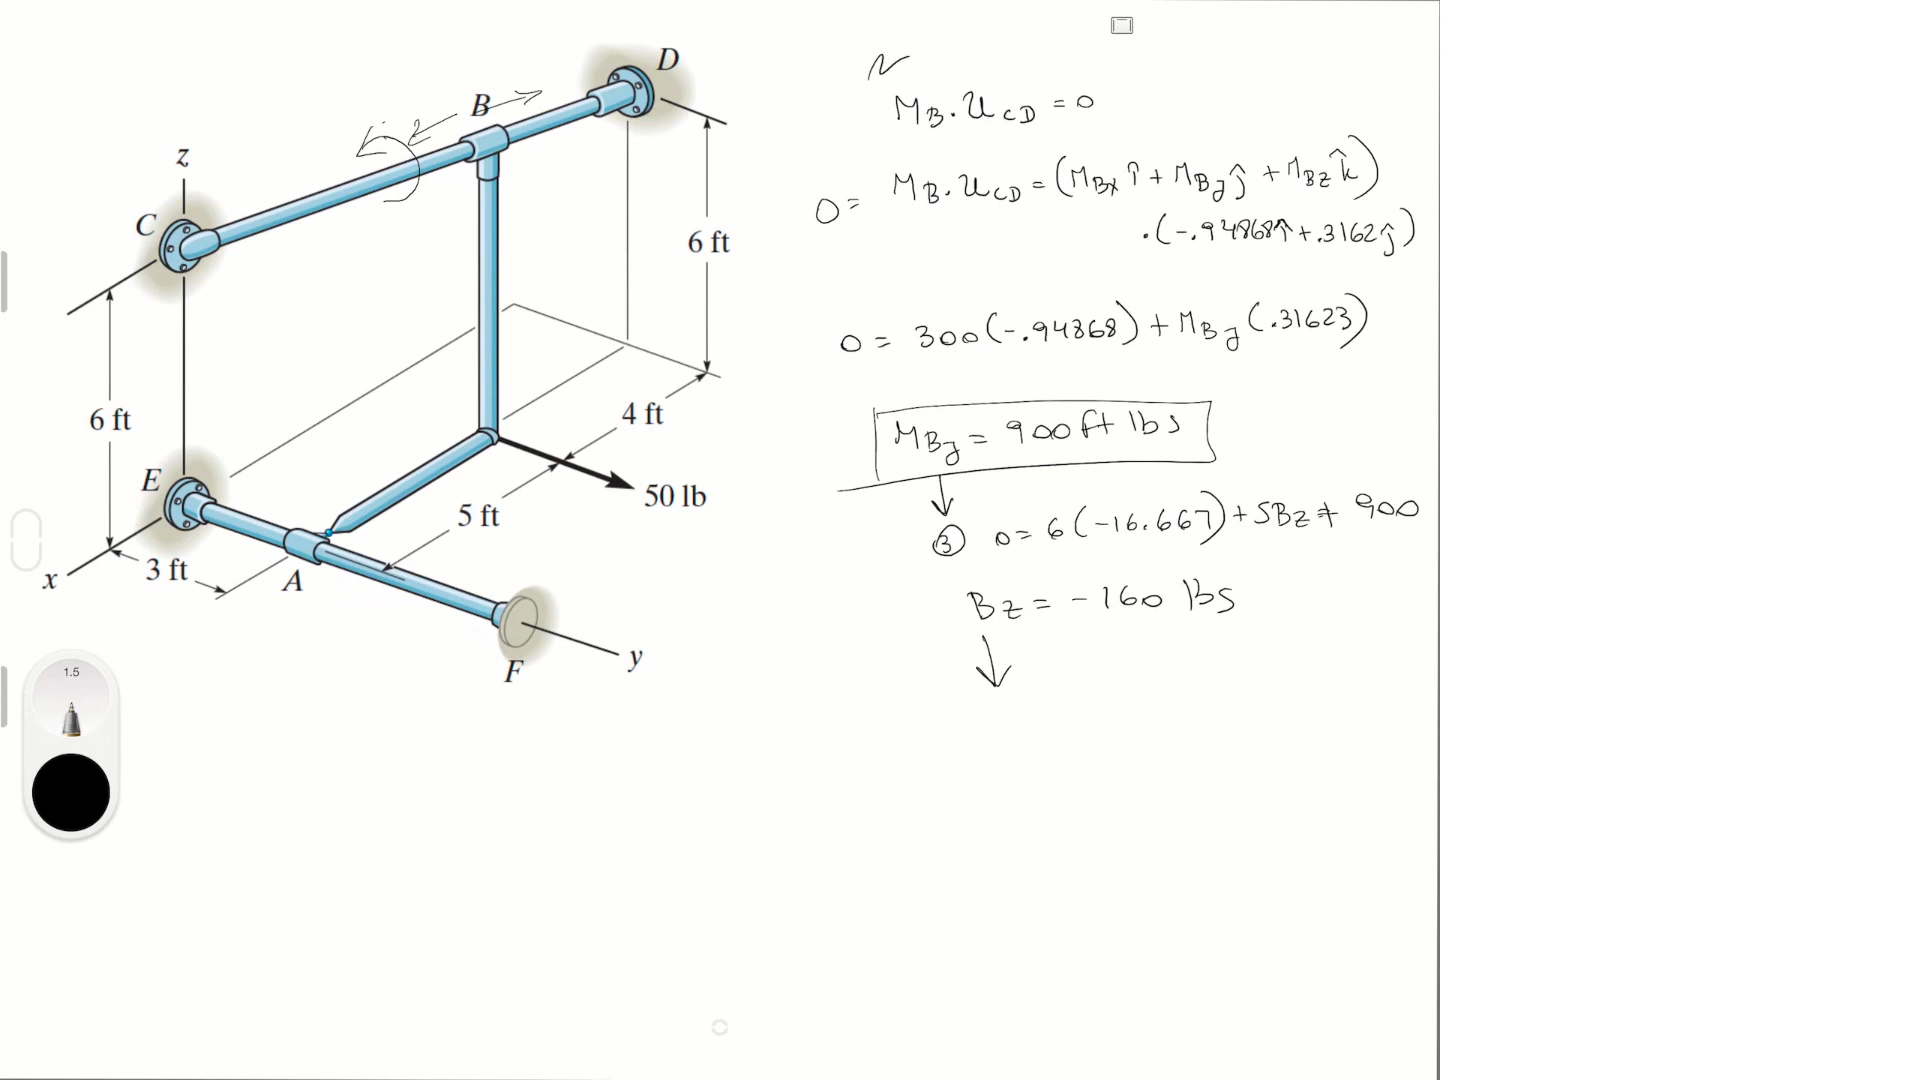 D
B
z
C
6 ft
6 ft
4 ft
E
50 lb
5 ft
3 ft
x
A
y
F
1.5
M_B · U_CD = 0
0 = M_B · U_CD = (M_Bx î + M_By ĵ + M_Bz k̂)
· (-.94868 î + .3162 ĵ)
0 = 300(-.94868) + M_By (.31623)
M_By = 900 ft lbs
③ 0 = 6(-16.667) + 5Bz + 900
Bz = -160 lbs